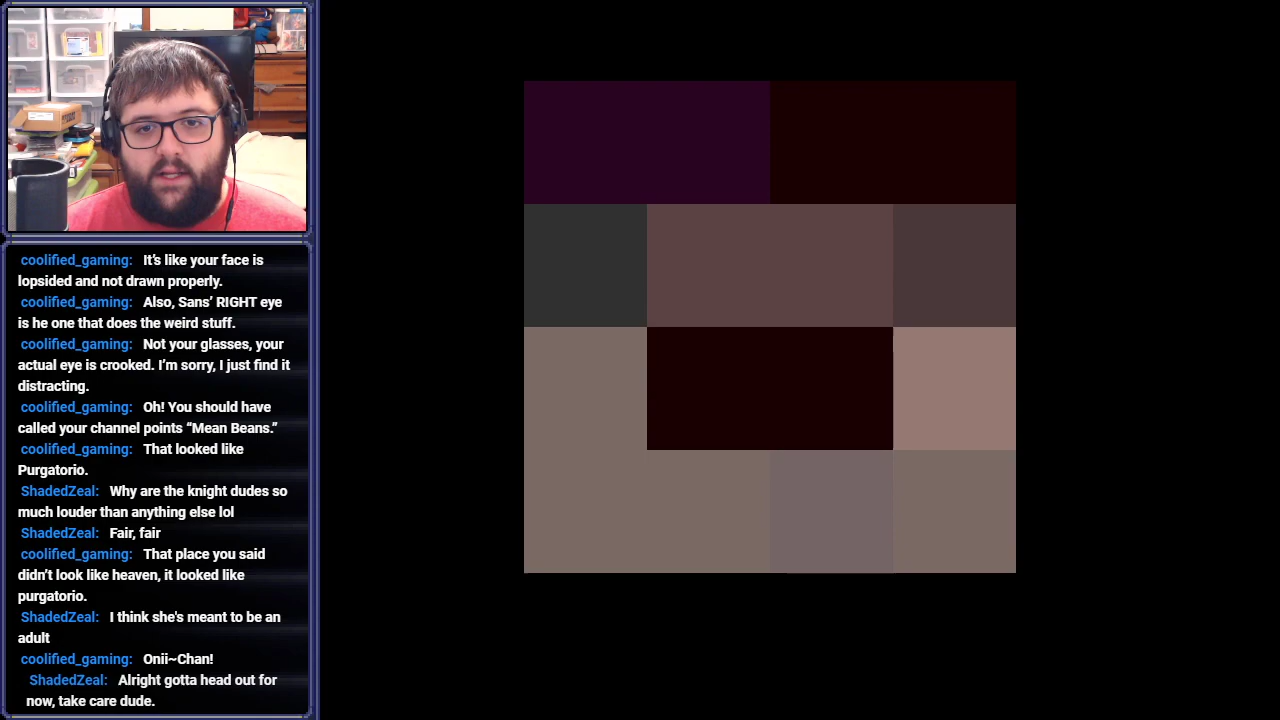 coolified_gaming: It's like your face is
lopsided and not drawn properly.
coolified_gaming: Also, Sans' RIGHT eye
is he one that does the weird stuff.
coolified_gaming: Not your glasses, your
actual eye is crooked. I'm sorry, I just find it
distracting.
coolified_gaming: Oh! You should have
called your channel points “Mean Beans.”
coolified_gaming: That looked like
Purgatorio.
ShadedZeal: Why are the knight dudes so
much louder than anything else lol
ShadedZeal: Fair, fair
coolified_gaming: That place you said
didn't look like heaven, it looked like
purgatorio.
ShadedZeal: I think she's meant to be an
adult
coolified_gaming: Onii~Chan!
ShadedZeal: Alright gotta head out for
now, take care dude.